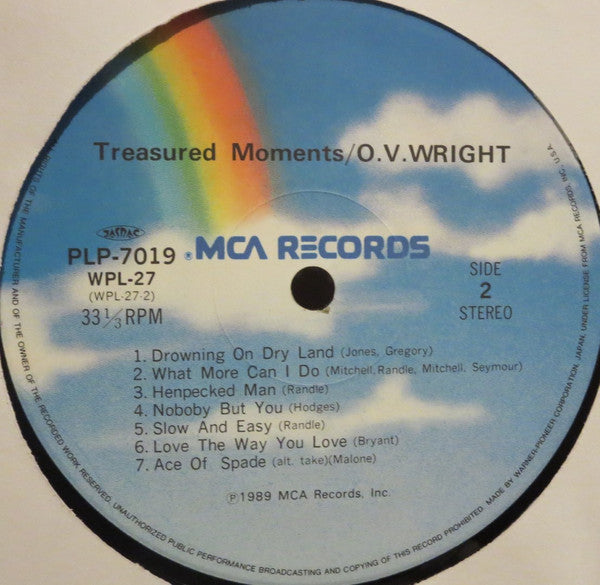 Treasured Moments/O.V.WRIGHT
JASRAC
PLP-7019
WPL-27
(WPL-27-2)
33 1/3 RPM
®MCA RECORDS
SIDE
2
STEREO
1. Drowning On Dry Land (Jones, Gregory)
2. What More Can I Do (Mitchell, Randle, Mitchell, Seymour)
3. Henpecked Man (Randle)
4. Noboby But You (Hodges)
5. Slow And Easy (Randle)
6. Love The Way You Love (Bryant)
7. Ace Of Spade (alt. take)(Malone)
Ⓟ1989 MCA Records, Inc.
RIGHTS OF THE MANUFACTURER AND OF THE OWNER OF THE RECORDED WORK RESERVED. UNAUTHORIZED PUBLIC PERFORMANCE BROADCASTING AND COPYING OF THIS RECORD PROHIBITED. MADE BY WARNER-PIONEER CORPORATION, JAPAN, UNDER LICENSE FROM MCA RECORDS, INC., U.S.A.